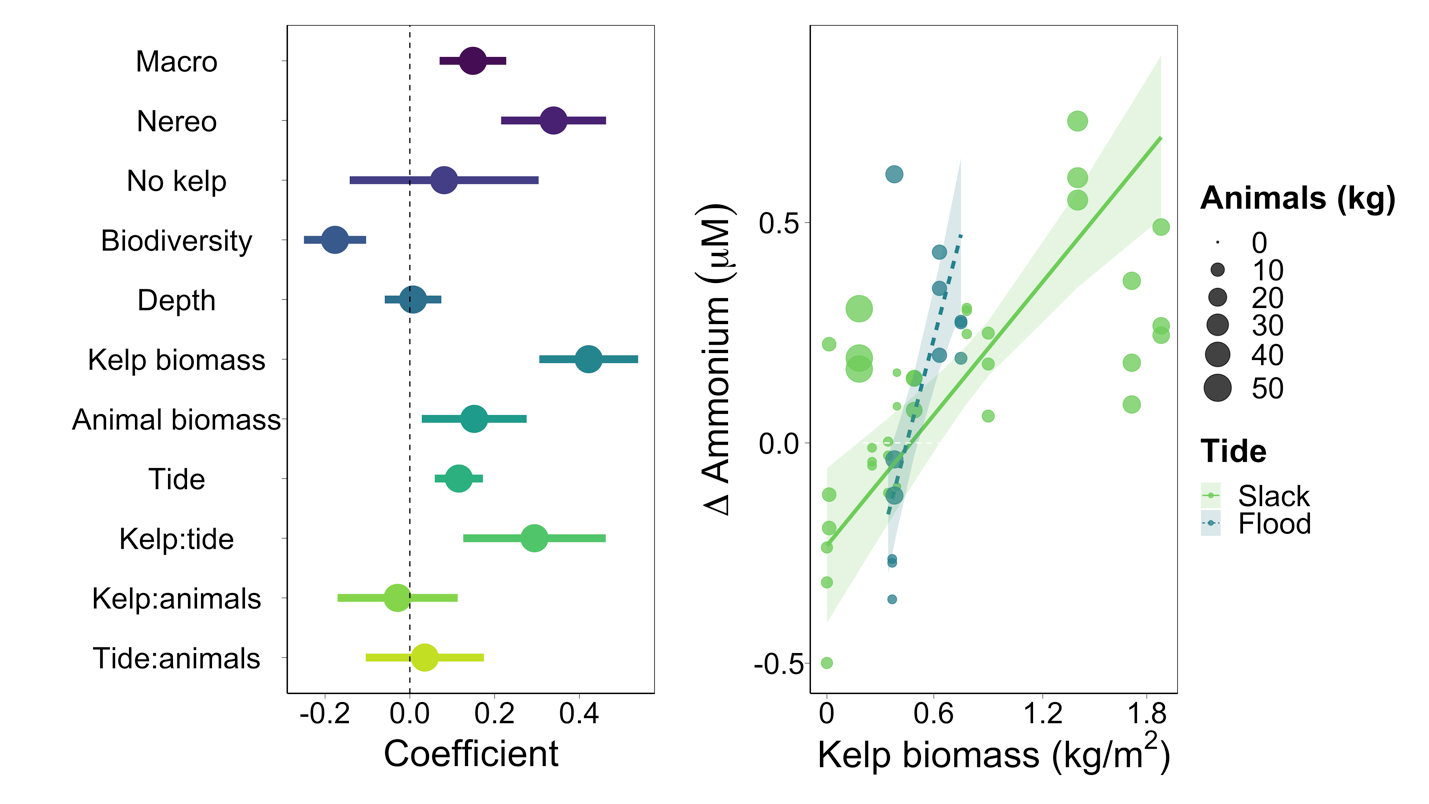 Macro
Nereo
No kelp
Biodiversity
Depth
Kelp biomass
Animal biomass
Tide
Kelp:tide
Kelp:animals
Tide:animals
-0.2 0.0 0.2 0.4
Coefficient
Δ Ammonium (μM)
0.5
0.0
-0.5
0 0.6 1.2 1.8
Kelp biomass (kg/m²)
Animals (kg)
0
10
20
30
40
50
Tide
Slack
Flood